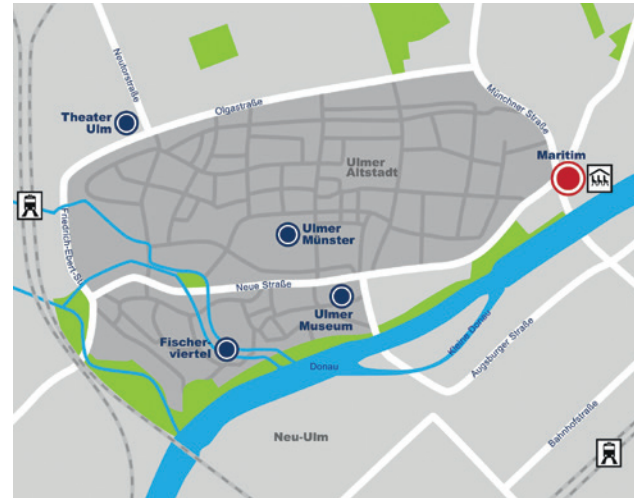 Neutorstraße
Theater
Ulm
Olgastraße
Münchner Straße
Ulmer
Altstadt
Maritim
Friedrich-Ebert-St.
Ulmer
Münster
Neue Straße
Ulmer
Museum
Fischer-
viertel
Donau
Kleine-Donau
Augsburger Straße
Bahnhofstraße
Neu-Ulm